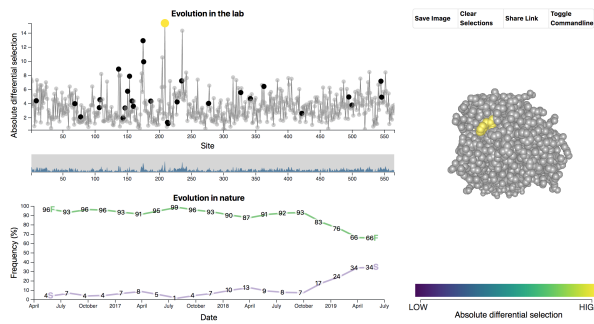 Evolution in the lab
Absolute differential selection
14
12
10
8
6
4
2
50 100 150 200 250 300 350 400 450 500 550
Site
50 100 150 200 250 300 350 400 450 500 550
Evolution in nature
Frequency (%)
100
90
80
70
60
50
40
30
20
10
0
96F 93 96 96 93 91 95 99 96 93 90 87 91 92 93 83 76 66 66F
4S 7 4 4 7 8 5 1 4 7 10 13 9 8 7 17 24 34 34S
April July October 2017 April July October 2018 April July October 2019 April July
Date
Save Image
Clear Selections
Share Link
Toggle Commandline
LOW HIG
Absolute differential selection